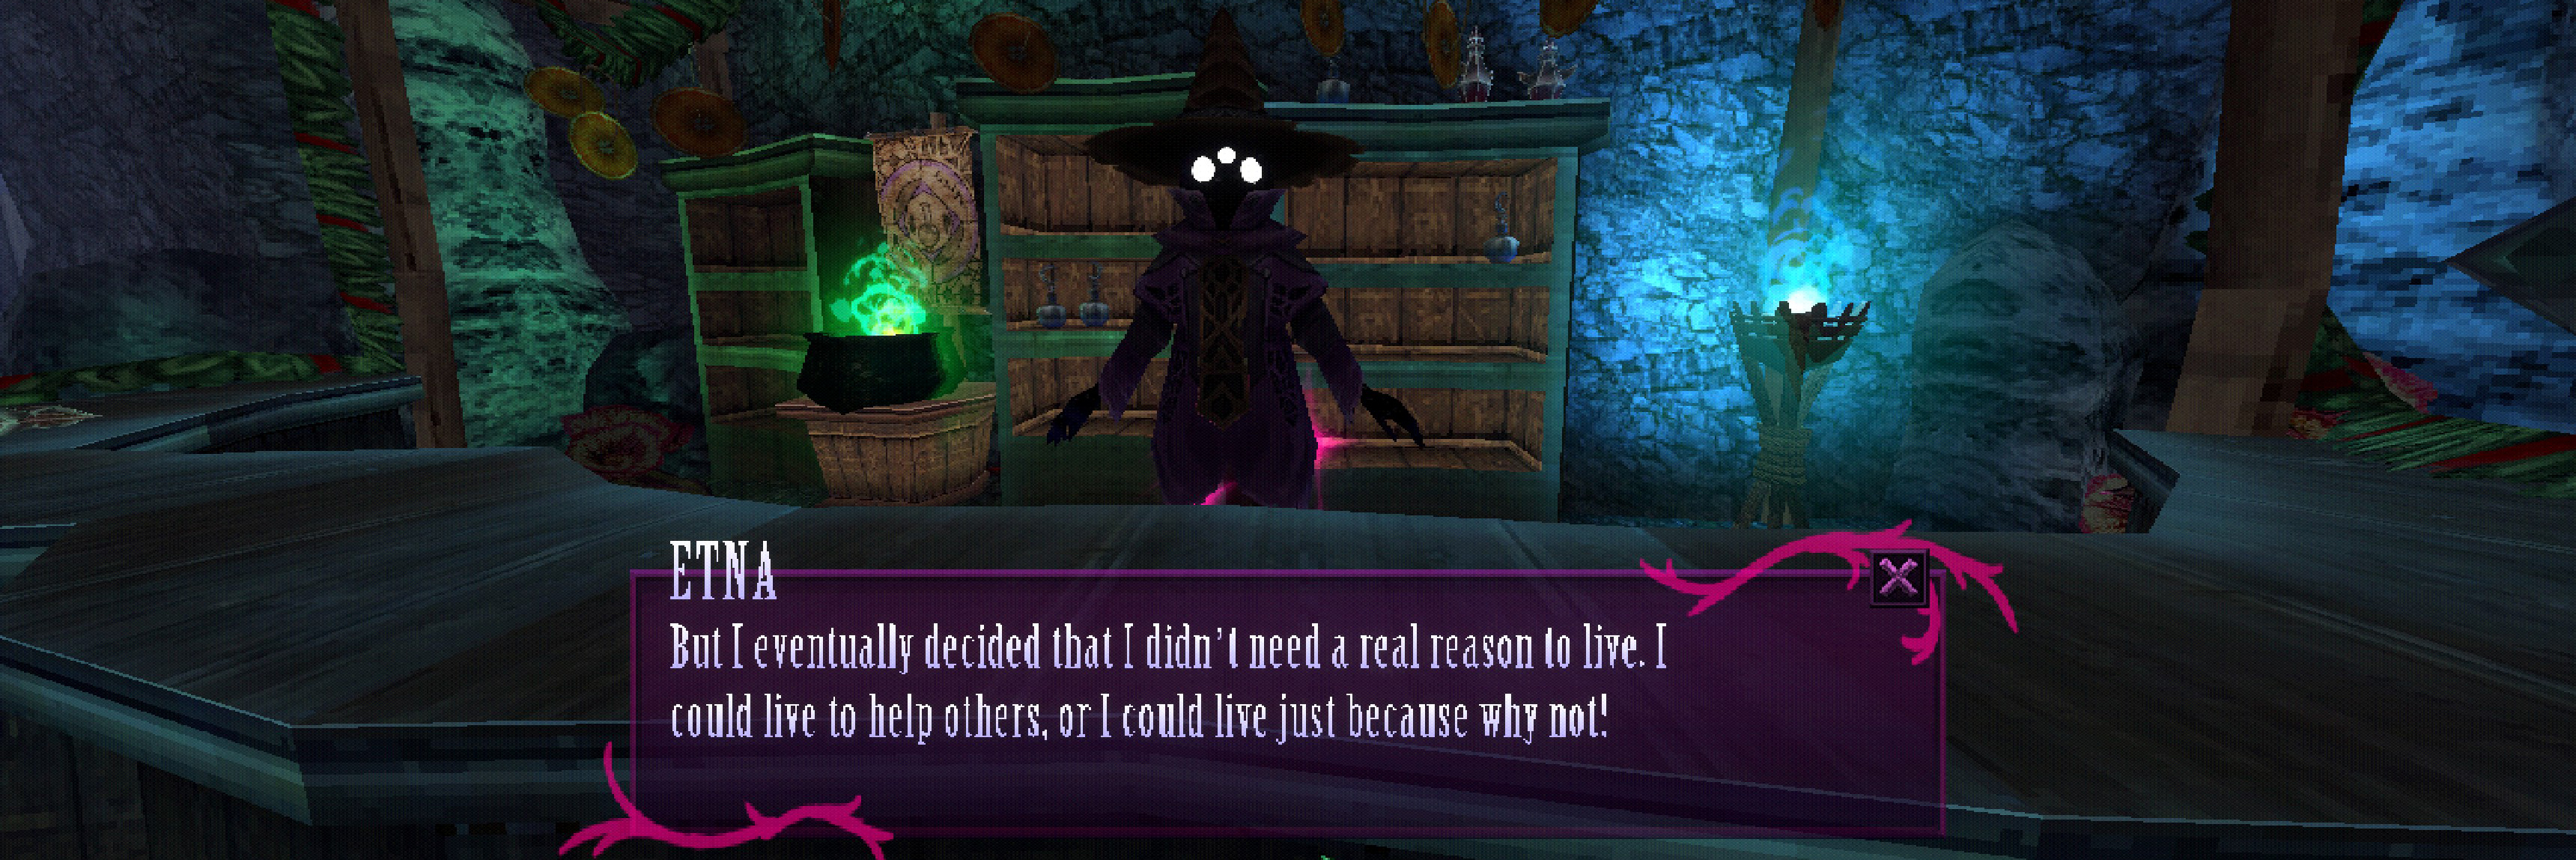 ETNA
But I eventually decided that I didn't need a real reason to live. I
could live to help others, or I could live just because why not!